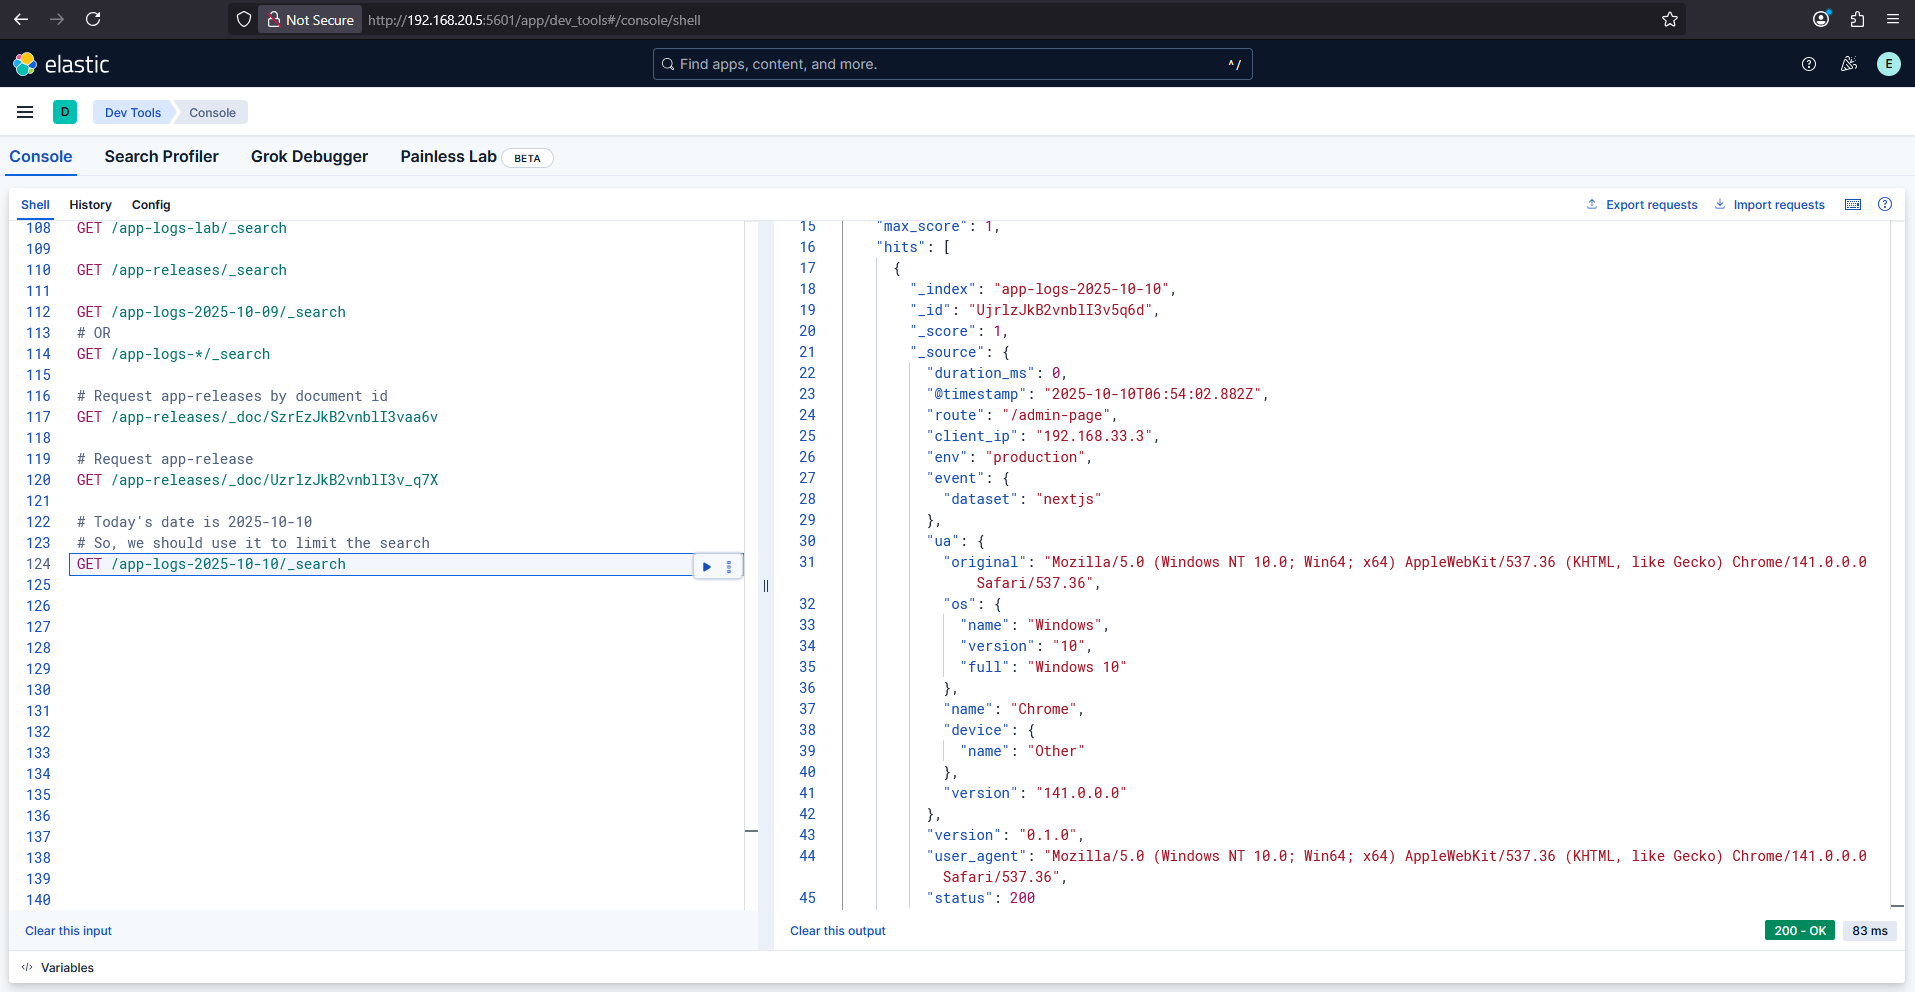 Not Secure http://192.168.20.5:5601/app/dev_tools#/console/shell
elastic
Find apps, content, and more. ^/
E
D Dev Tools Console
Console Search Profiler Grok Debugger Painless Lab BETA
Shell History Config
Export requests Import requests
108 GET /app-logs-lab/_search
109
110 GET /app-releases/_search
111
112 GET /app-logs-2025-10-09/_search
113 # OR
114 GET /app-logs-*/_search
115
116 # Request app-releases by document id
117 GET /app-releases/_doc/SzrEzJkB2vnblI3vaa6v
118
119 # Request app-release
120 GET /app-releases/_doc/UzrlzJkB2vnblI3v_q7X
121
122 # Today's date is 2025-10-10
123 # So, we should use it to limit the search
124 GET /app-logs-2025-10-10/_search
125
126
127
128
129
130
131
132
133
134
135
136
137
138
139
140
Clear this input
15 "max_score": 1,
16 "hits": [
17 {
18 "_index": "app-logs-2025-10-10",
19 "_id": "UjrlzJkB2vnblI3v5q6d",
20 "_score": 1,
21 "_source": {
22 "duration_ms": 0,
23 "@timestamp": "2025-10-10T06:54:02.882Z",
24 "route": "/admin-page",
25 "client_ip": "192.168.33.3",
26 "env": "production",
27 "event": {
28 "dataset": "nextjs"
29 },
30 "ua": {
31 "original": "Mozilla/5.0 (Windows NT 10.0; Win64; x64) AppleWebKit/537.36 (KHTML, like Gecko) Chrome/141.0.0.0
Safari/537.36",
32 "os": {
33 "name": "Windows",
34 "version": "10",
35 "full": "Windows 10"
36 },
37 "name": "Chrome",
38 "device": {
39 "name": "Other"
40 },
41 "version": "141.0.0.0"
42 },
43 "version": "0.1.0",
44 "user_agent": "Mozilla/5.0 (Windows NT 10.0; Win64; x64) AppleWebKit/537.36 (KHTML, like Gecko) Chrome/141.0.0.0
Safari/537.36",
45 "status": 200
Clear this output
200 - OK 83 ms
Variables